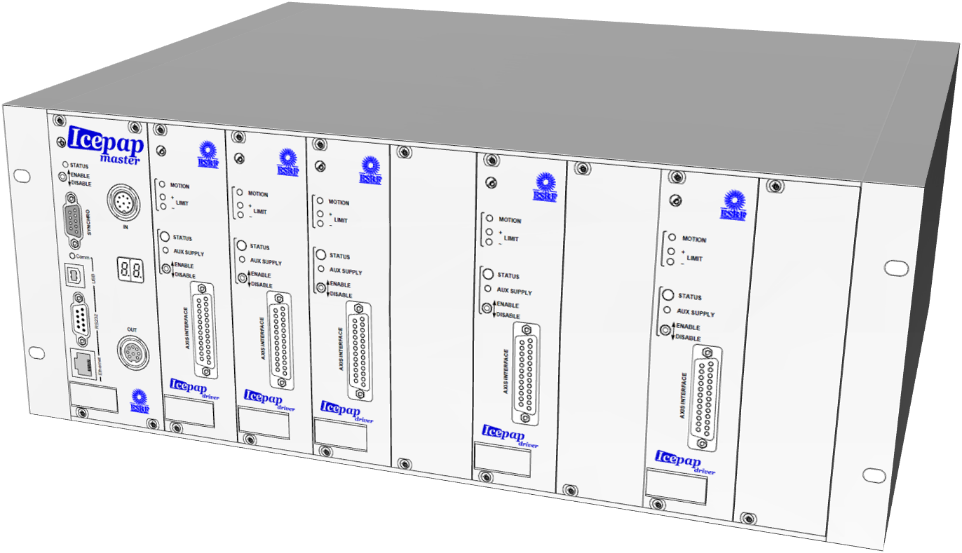 Icepap
master
STATUS
ENABLE
DISABLE
SYNCHRO
IN
Comm
USB
8.8.
RS232
OUT
Ethernet
ESRF
ESRF
MOTION
+
LIMIT
-
STATUS
AUX SUPPLY
ENABLE
DISABLE
AXIS INTERFACE
Icepap
driver
ESRF
MOTION
+
LIMIT
-
STATUS
AUX SUPPLY
ENABLE
DISABLE
AXIS INTERFACE
Icepap
driver
ESRF
MOTION
+
LIMIT
-
STATUS
AUX SUPPLY
ENABLE
DISABLE
AXIS INTERFACE
Icepap
driver
ESRF
MOTION
+
LIMIT
-
STATUS
AUX SUPPLY
ENABLE
DISABLE
AXIS INTERFACE
Icepap
driver
ESRF
MOTION
+
LIMIT
-
STATUS
AUX SUPPLY
ENABLE
DISABLE
AXIS INTERFACE
Icepap
driver